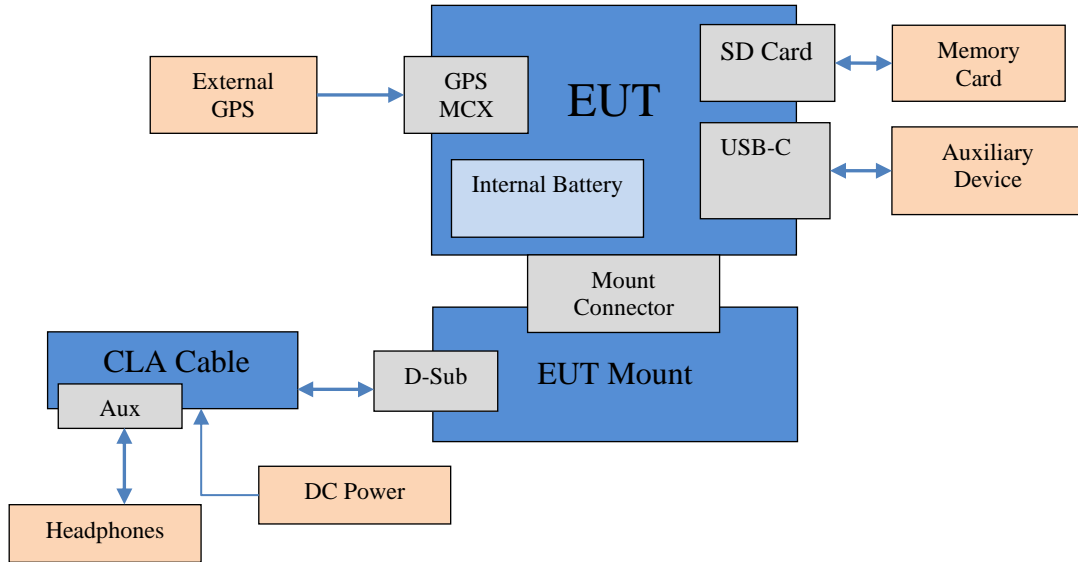 External
GPS
GPS
MCX
EUT
SD Card
Memory
Card
USB-C
Auxiliary
Device
Internal Battery
Mount
Connector
CLA Cable
Aux
D-Sub
EUT Mount
DC Power
Headphones